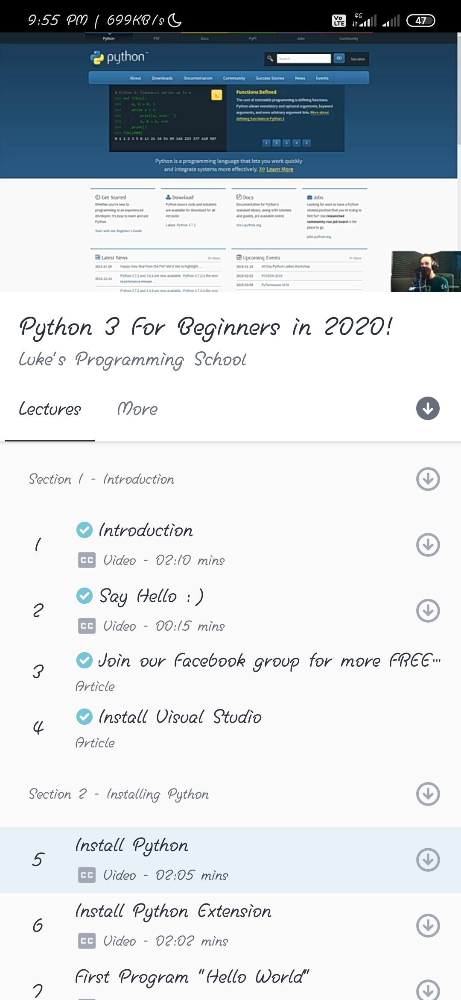 9:55 PM | 699KB/s
Vo LTE 4G 47
Python PSF Docs PyPI Jobs Community
python™
Search GO Socialize
About Downloads Documentation Community Success Stories News Events
# Python 3: Fibonacci series up to n
>>> def fib(n):
>>> a, b = 0, 1
>>> while a < n:
>>> print(a, end=' ')
>>> a, b = b, a+b
>>> print()
>>> fib(1000)
0 1 1 2 3 5 8 13 21 34 55 89 144 233 377 610 987
>_
Functions Defined
The core of extensible programming is defining functions.
Python allows mandatory and optional arguments, keyword
arguments, and even arbitrary argument lists. More about
defining functions in Python 3
1 2 3 4 5
Python is a programming language that lets you work quickly
and integrate systems more effectively. >>> Learn More
Get Started
Whether you're new to
programming or an experienced
developer, it's easy to learn and use
Python.
Start with our Beginner's Guide
Download
Python source code and installers
are available for download for all
versions!
Latest: Python 3.7.2
Docs
Documentation for Python's
standard library, along with tutorials
and guides, are available online.
docs.python.org
Jobs
Looking for work or have a Python
related position that you're trying to
hire for? Our relaunched
community-run job board is the
place to go.
jobs.python.org
Latest News >> More
2019-01-09 Happy New Year from the PSF! We'd like to highlight ...
2018-12-24 Python 3.7.2 and 3.6.8 are now available. Python 3.7.2 is the next
maintenance release ...
Python 3.7.2 and 3.6.8 are now available. Python 3.7.2 is the next
Upcoming Events >> More
2019-01-23 All Day Python Ladies Workshop
2019-02-02 FOSDEM 2019
2019-02-09 PyTennessee 2019
Udemy
Python 3 For Beginners in 2020!
Luke's Programming School
Lectures More
Section 1 - Introduction
1 Introduction
CC Video - 02:10 mins
2 Say Hello : )
CC Video - 00:15 mins
3 Join our Facebook group for more FREE...
Article
4 Install Visual Studio
Article
Section 2 - Installing Python
5 Install Python
CC Video - 02:05 mins
6 Install Python Extension
CC Video - 02:02 mins
7 First Program "Hello World"